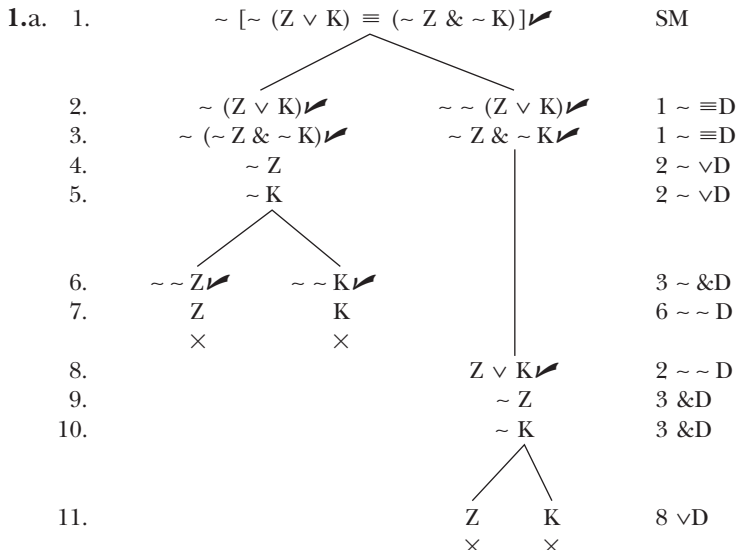 1.a. 1. ~ [~ (Z ∨ K) ≡ (~ Z & ~ K)]✔ SM
2. ~ (Z ∨ K)✔ ~ ~ (Z ∨ K)✔ 1 ~ ≡D
3. ~ (~ Z & ~ K)✔ ~ Z & ~ K✔ 1 ~ ≡D
4. ~ Z 2 ~ ∨D
5. ~ K 2 ~ ∨D
6. ~ ~ Z✔ ~ ~ K✔ 3 ~ &D
7. Z K 6 ~ ~ D
× ×
8. Z ∨ K✔ 2 ~ ~ D
9. ~ Z 3 &D
10. ~ K 3 &D
11. Z K 8 ∨D
× ×